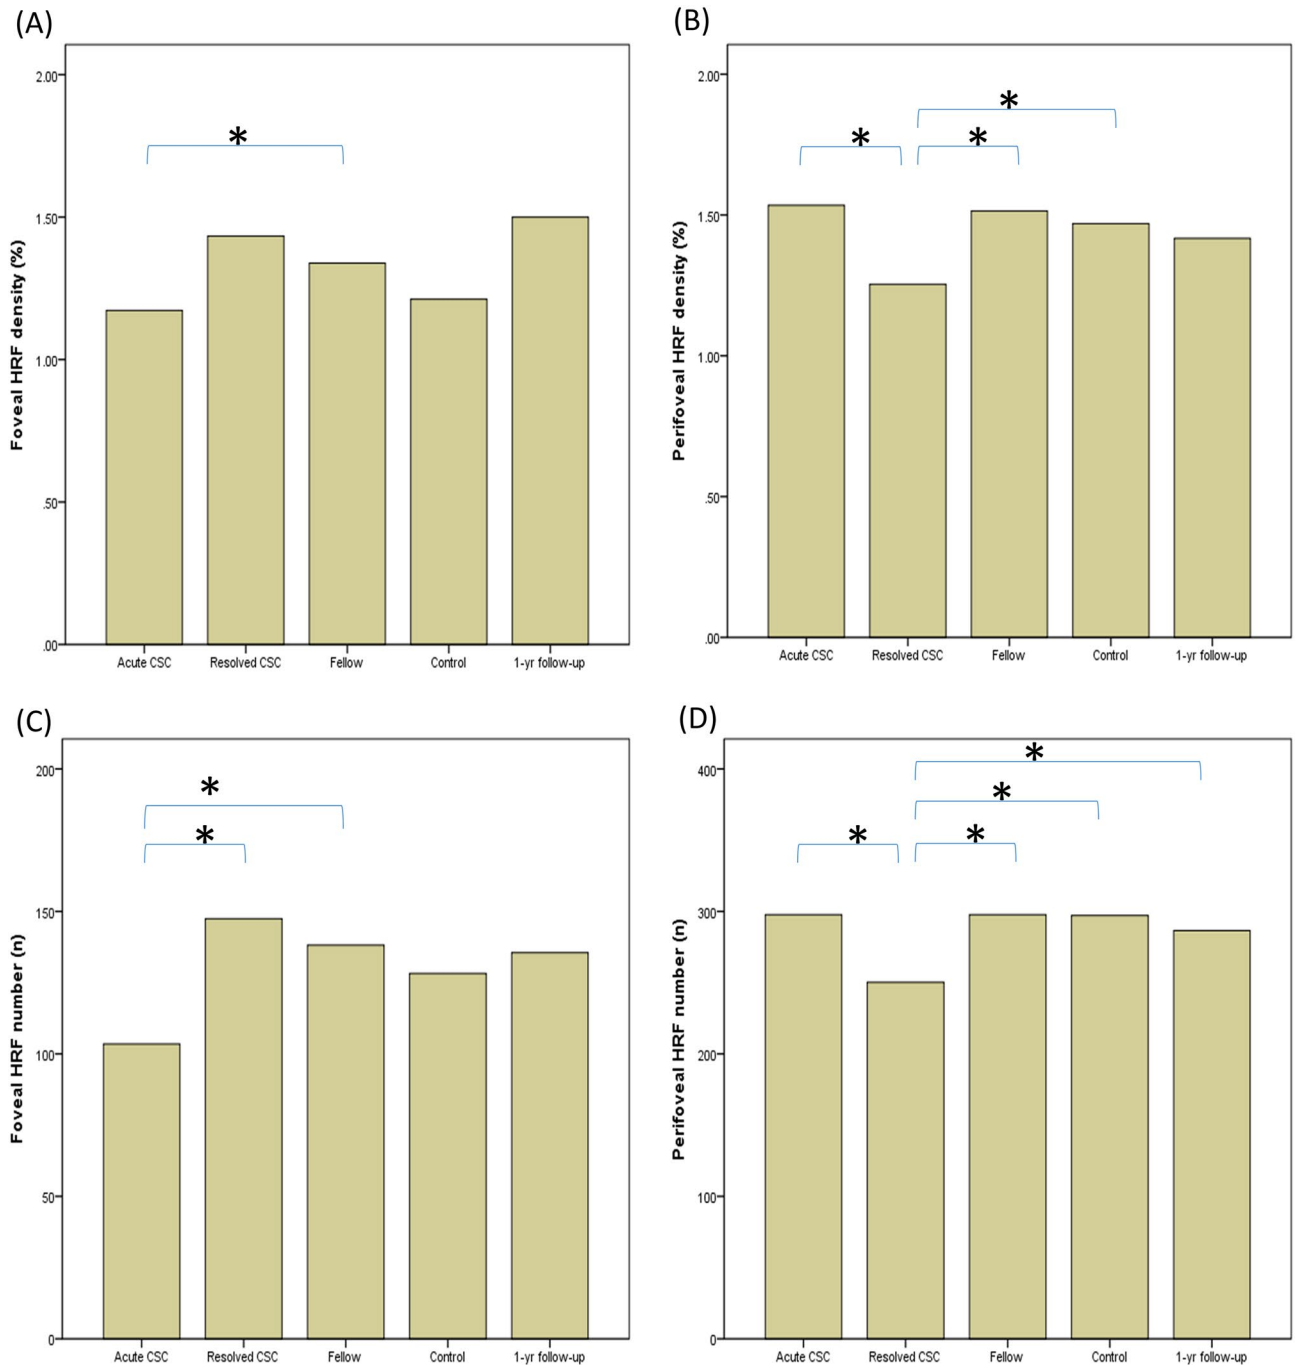 (A)
*
2.00
1.50
1.00
.50
.00
Foveal HRF density (%)
Acute CSC Resolved CSC Fellow Control 1-yr follow-up
(B)
*
* *
2.00
1.50
1.00
.50
.00
Perifoveal HRF density (%)
Acute CSC Resolved CSC Fellow Control 1-yr follow-up
(C)
*
*
200
150
100
50
0
Foveal HRF number (n)
Acute CSC Resolved CSC Fellow Control 1-yr follow-up
(D)
*
*
* *
400
300
200
100
0
Perifoveal HRF number (n)
Acute CSC Resolved CSC Fellow Control 1-yr follow-up